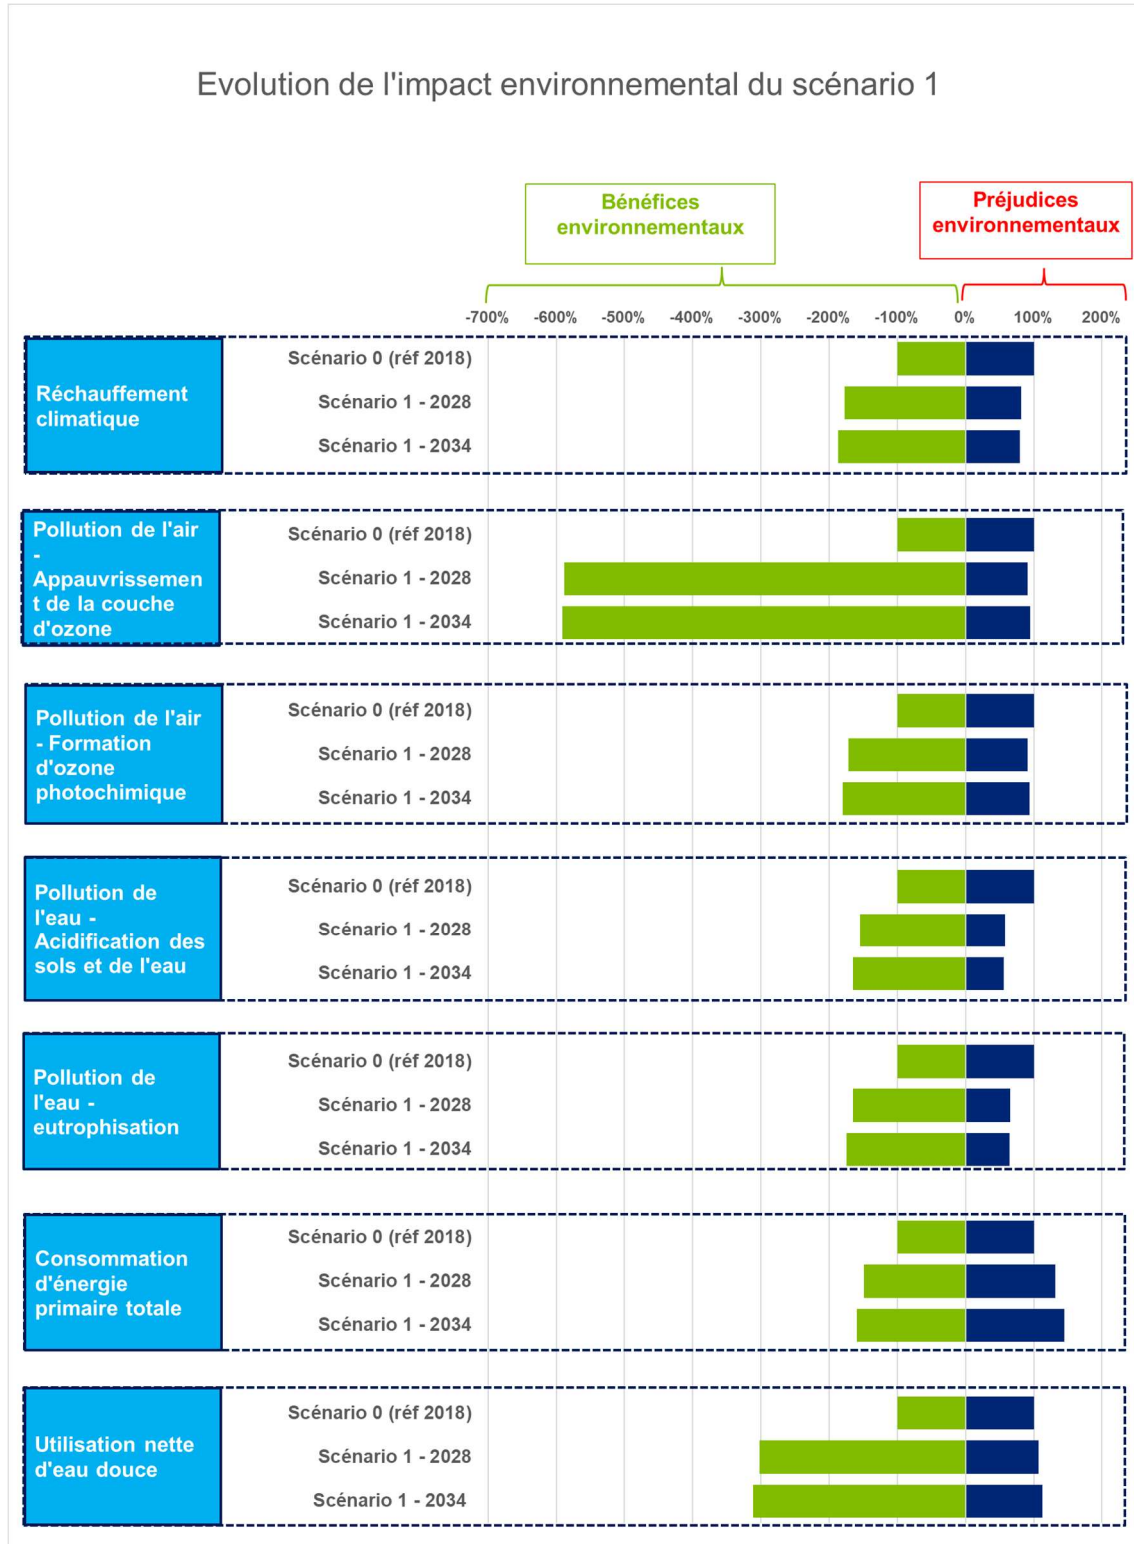 Evolution de l'impact environnemental du scénario 1
Bénéfices
environnementaux
Préjudices
environnementaux
-700% -600% -500% -400% -300% -200% -100% 0% 100% 200%
Réchauffement
climatique
Scénario 0 (réf 2018)
Scénario 1 - 2028
Scénario 1 - 2034
Pollution de l'air
-
Appauvrissemen
t de la couche
d'ozone
Scénario 0 (réf 2018)
Scénario 1 - 2028
Scénario 1 - 2034
Pollution de l'air
- Formation
d'ozone
photochimique
Scénario 0 (réf 2018)
Scénario 1 - 2028
Scénario 1 - 2034
Pollution de
l'eau -
Acidification des
sols et de l'eau
Scénario 0 (réf 2018)
Scénario 1 - 2028
Scénario 1 - 2034
Pollution de
l'eau -
eutrophisation
Scénario 0 (réf 2018)
Scénario 1 - 2028
Scénario 1 - 2034
Consommation
d'énergie
primaire totale
Scénario 0 (réf 2018)
Scénario 1 - 2028
Scénario 1 - 2034
Utilisation nette
d'eau douce
Scénario 0 (réf 2018)
Scénario 1 - 2028
Scénario 1 - 2034